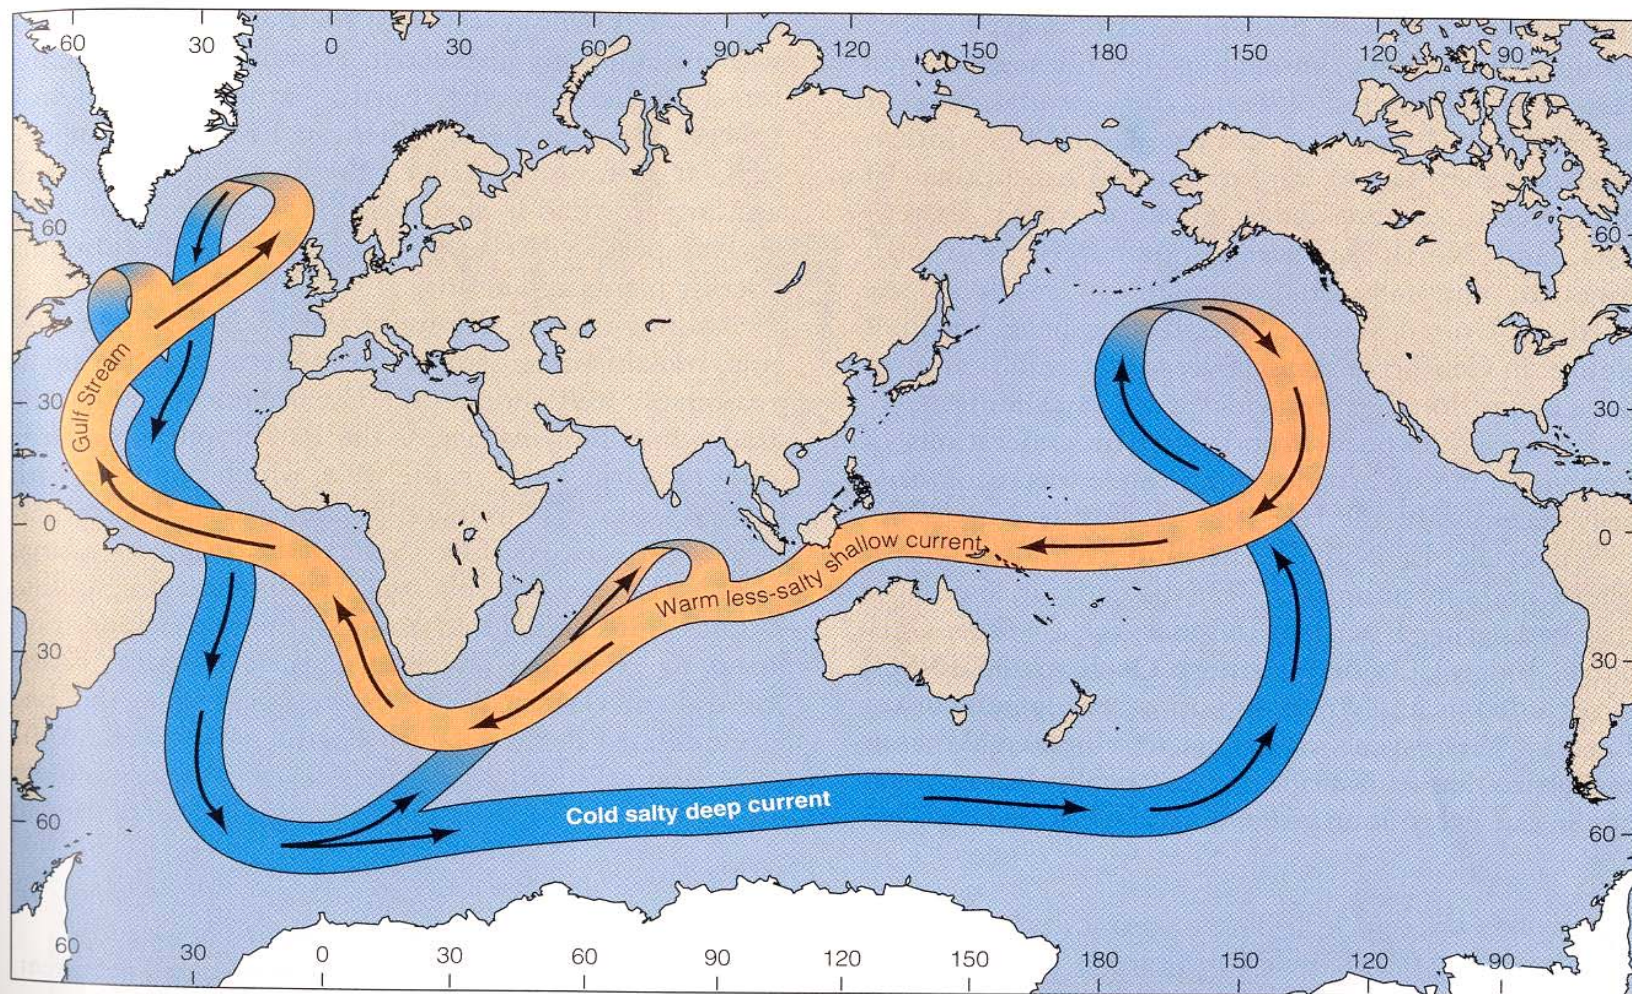 60 30 0 30 60 90 120 150 180 150 120 90
60 60
30 30
0 0
30 30
60 60
Gulf Stream
Warm less-salty shallow current
Cold salty deep current
60 30 0 30 60 90 120 150 180 150 120 90